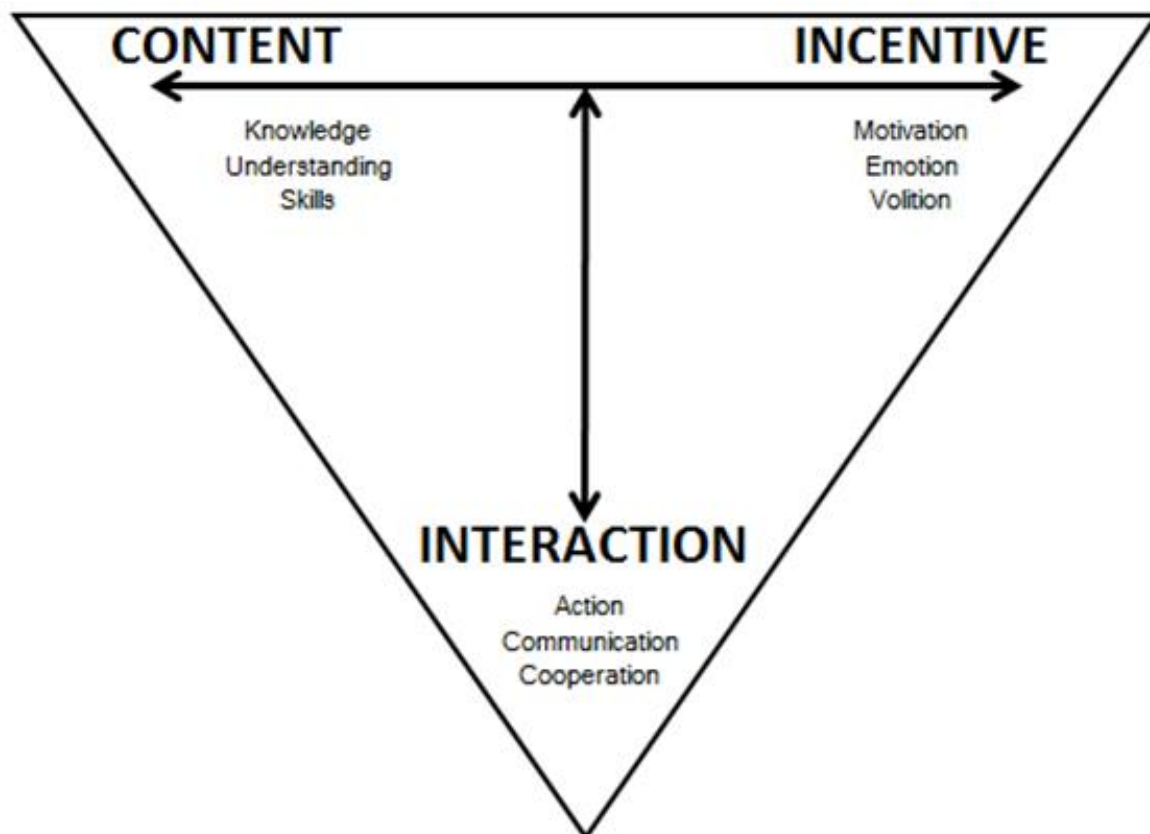 CONTENT
INCENTIVE
Knowledge
Understanding
Skills
Motivation
Emotion
Volition
INTERACTION
Action
Communication
Cooperation